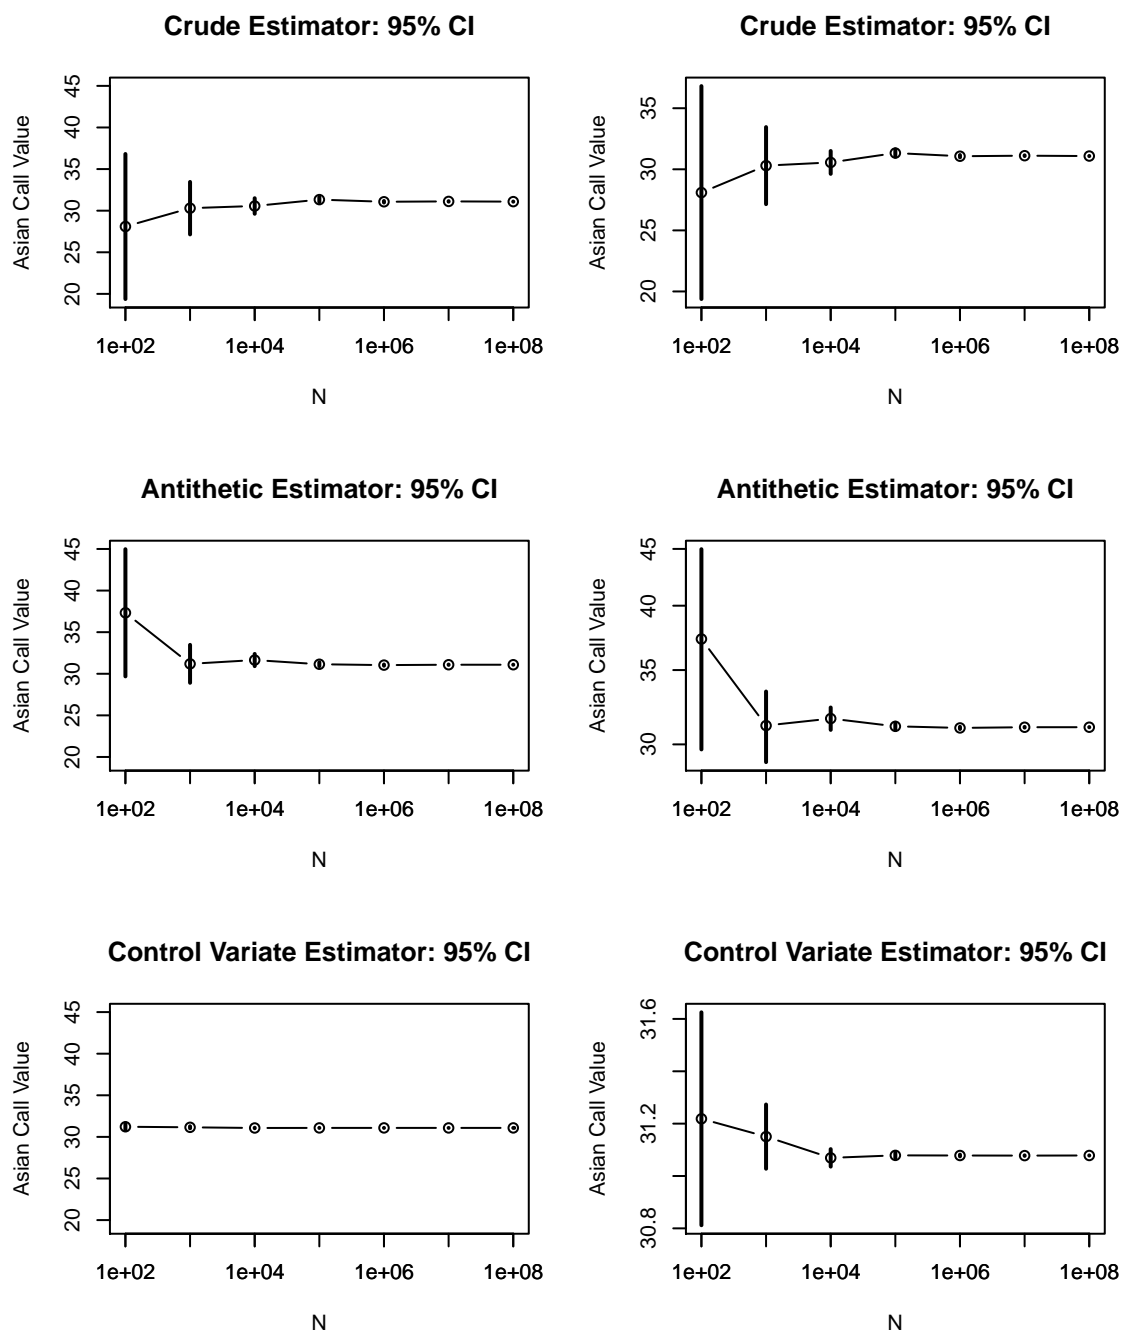 Crude Estimator: 95% CI
Asian Call Value
45
40
35
30
25
20
1e+02 1e+04 1e+06 1e+08
N
Crude Estimator: 95% CI
Asian Call Value
35
30
25
20
1e+02 1e+04 1e+06 1e+08
N
Antithetic Estimator: 95% CI
Asian Call Value
45
40
35
30
25
20
1e+02 1e+04 1e+06 1e+08
N
Antithetic Estimator: 95% CI
Asian Call Value
45
40
35
30
1e+02 1e+04 1e+06 1e+08
N
Control Variate Estimator: 95% CI
Asian Call Value
45
40
35
30
25
20
1e+02 1e+04 1e+06 1e+08
N
Control Variate Estimator: 95% CI
Asian Call Value
31.6
31.2
30.8
1e+02 1e+04 1e+06 1e+08
N